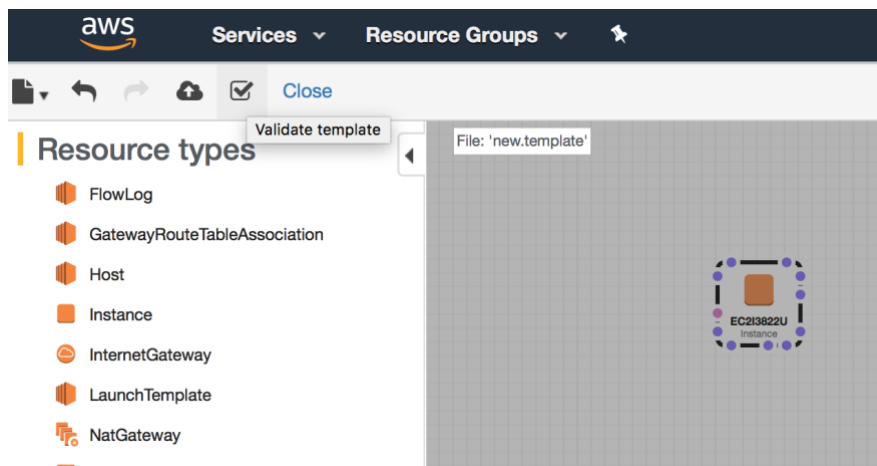 aws Services Resource Groups
Close
Validate template
Resource types
File: 'new.template'
FlowLog
GatewayRouteTableAssociation
Host
Instance
InternetGateway
LaunchTemplate
NatGateway
EC2I3822U
Instance